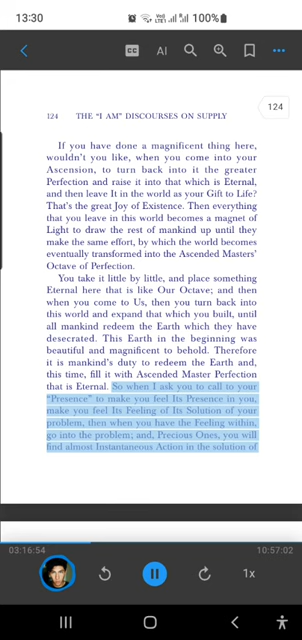 13:30
Vo)
LTE1
100%
CC
AI
124
124 THE “I AM” DISCOURSES ON SUPPLY
If you have done a magnificent thing here,
wouldn’t you like, when you come into your
Ascension, to turn back into it the greater
Perfection and raise it into that which is Eternal,
and then leave It in the world as your Gift to Life?
That’s the great Joy of Existence. Then everything
that you leave in this world becomes a magnet of
Light to draw the rest of mankind up until they
make the same effort, by which the world becomes
eventually transformed into the Ascended Masters’
Octave of Perfection.
You take it little by little, and place something
Eternal here that is like Our Octave; and then
when you come to Us, then you turn back into
this world and expand that which you built, until
all mankind redeem the Earth which they have
desecrated. This Earth in the beginning was
beautiful and magnificent to behold. Therefore
it is mankind’s duty to redeem the Earth and,
this time, fill it with Ascended Master Perfection
that is Eternal. So when I ask you to call to your
“Presence” to make you feel Its Presence in you,
make you feel Its Feeling of Its Solution of your
problem, then when you have the Feeling within,
go into the problem; and, Precious Ones, you will
find almost Instantaneous Action in the solution of
03:16:54
10:57:02
1x